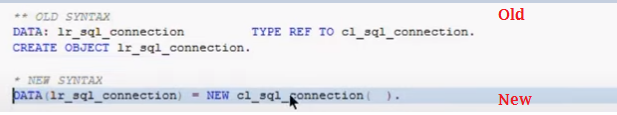 ** OLD SYNTAX Old
DATA: lr_sql_connection TYPE REF TO cl_sql_connection.
CREATE OBJECT lr_sql_connection.
* NEW SYNTAX
DATA(lr_sql_connection) = NEW cl_sql_connection( ). New